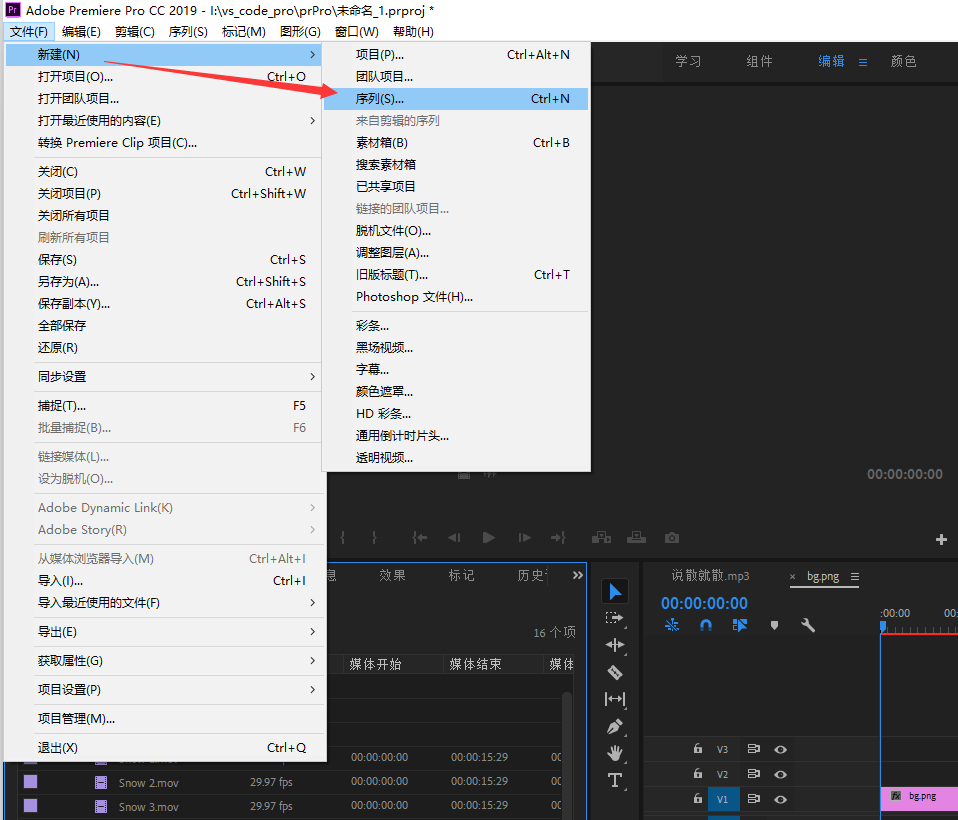 Pr Adobe Premiere Pro CC 2019 - I:\vs_code_pro\prPro\未命名_1.prproj *
文件(F) 编辑(E) 剪辑(C) 序列(S) 标记(M) 图形(G) 窗口(W) 帮助(H)
新建(N)
打开项目(O)... Ctrl+O
打开团队项目...
打开最近使用的内容(E)
转换 Premiere Clip 项目(C)...
关闭(C) Ctrl+W
关闭项目(P) Ctrl+Shift+W
关闭所有项目
刷新所有项目
保存(S) Ctrl+S
另存为(A)... Ctrl+Shift+S
保存副本(Y)... Ctrl+Alt+S
全部保存
还原(R)
同步设置
捕捉(T)... F5
批量捕捉(B)... F6
链接媒体(L)...
设为脱机(O)...
Adobe Dynamic Link(K)
Adobe Story(R)
从媒体浏览器导入(M) Ctrl+Alt+I
导入(I)... Ctrl+I
导入最近使用的文件(F)
导出(E)
获取属性(G)
项目设置(P)
项目管理(M)...
退出(X) Ctrl+Q
项目(P)... Ctrl+Alt+N
团队项目...
序列(S)... Ctrl+N
来自剪辑的序列
素材箱(B) Ctrl+B
搜索素材箱
已共享项目
链接的团队项目...
脱机文件(O)...
调整图层(A)...
旧版标题(T)... Ctrl+T
Photoshop 文件(H)...
彩条...
黑场视频...
字幕...
颜色遮罩...
HD 彩条...
通用倒计时片头...
透明视频...
学习 组件 编辑 颜色
00:00:00:00
息 效果 标记 历史
16 个项
媒体开始 媒体结束 媒体
00:00:00:00 00:00:15:29 00
Snow 2.mov 29.97 fps 00:00:00:00 00:00:15:29 00
Snow 3.mov 29.97 fps 00:00:00:00 00:00:15:29 00
说散就散.mp3 × bg.png
00:00:00:00
:00:00 00:
V3
V2
V1
fx bg.png